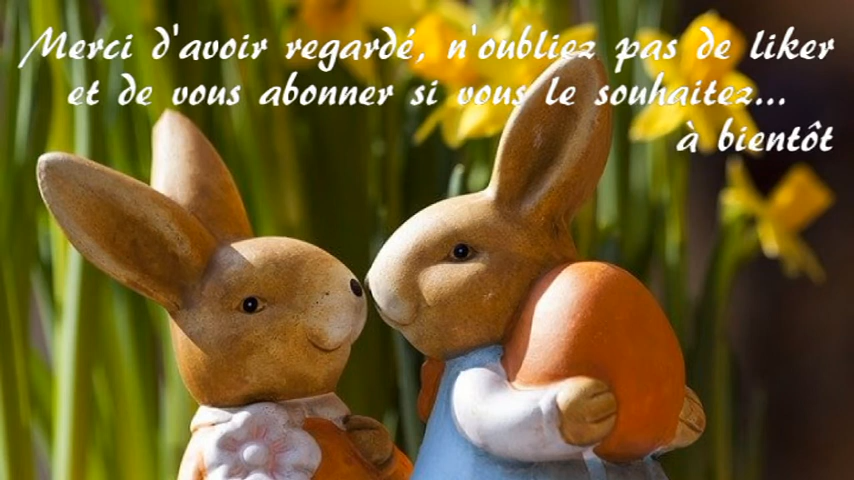 Merci d'avoir regardé, n'oubliez pas de liker
et de vous abonner si vous le souhaitez...
à bientôt